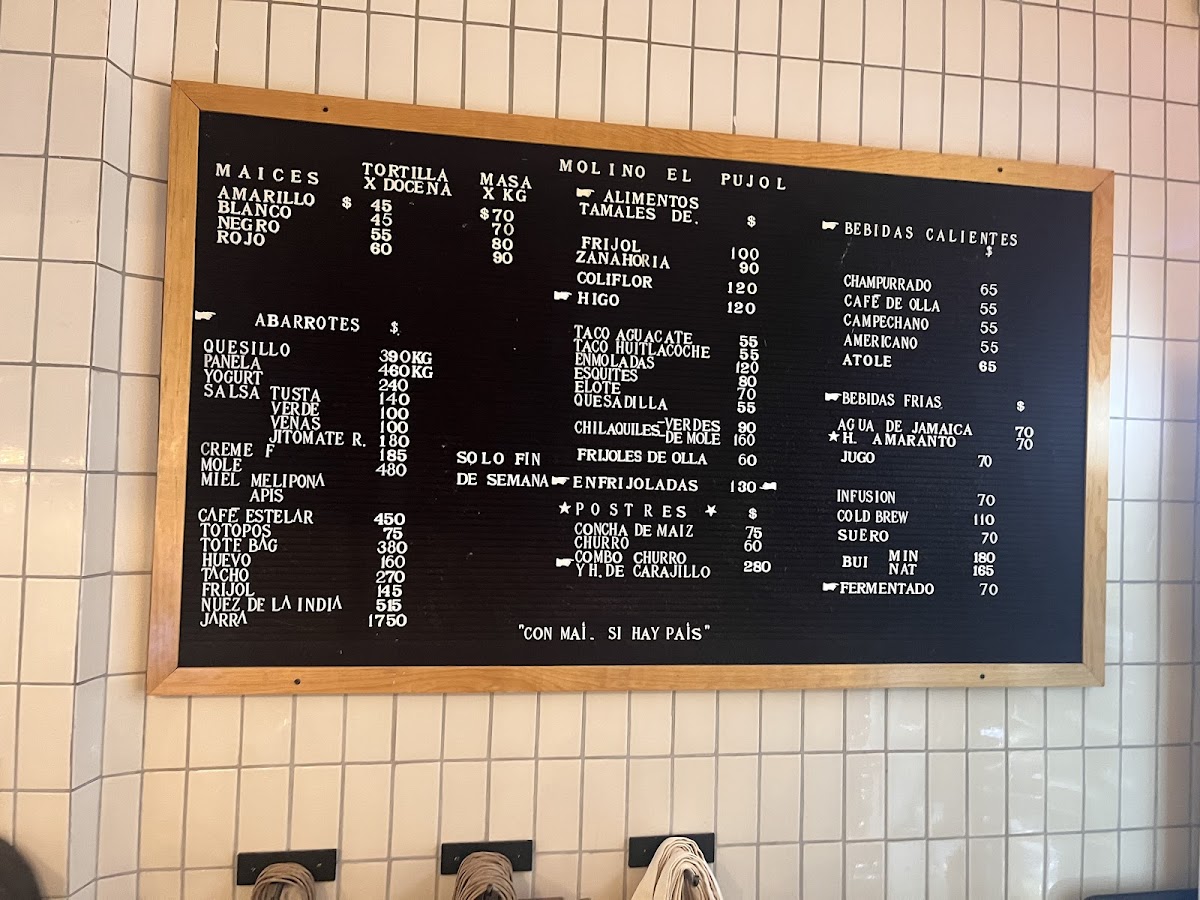 MOLINO EL PUJOL
MAICES TORTILLA X DOCENA MASA X KG
AMARILLO $ 45 $70
BLANCO 45 70
NEGRO 55 80
ROJO 60 90
ABARROTES $
QUESILLO 390KG
PANELA 460KG
YOGURT 240
SALSA TUSTA 140
VERDE 100
VENAS 100
JITOMATE R. 180
CREME F 185
MOLE 480
MIEL MELIPONA
APIS
CAFÉ ESTELAR 450
TOTOPOS 75
TOTE BAG 380
HUEVO 160
TACHO 270
FRIJOL 145
NUEZ DE LA INDIA 515
JARRA 1750
ALIMENTOS
TAMALES DE. $
FRIJOL 100
ZANAHORIA 90
COLIFLOR 120
HIGO 120
TACO AGUACATE 55
TACO HUITLACOCHE 55
ENMOLADAS 120
ESQUITES 80
ELOTE 70
QUESADILLA 55
CHILAQUILES VERDES 90
DE MOLE 160
FRIJOLES DE OLLA 60
SOLO FIN
DE SEMANA ENFRIJOLADAS 130
★POSTRES ★ $
CONCHA DE MAIZ 75
CHURRO 60
COMBO CHURRO
Y H. DE CARAJILLO 280
BEBIDAS CALIENTES
$
CHAMPURRADO 65
CAFÉ DE OLLA 55
CAMPECHANO 55
AMERICANO 55
ATOLE 65
BEBIDAS FRIAS $
AGUA DE JAMAICA 70
★H. AMARANTO 70
JUGO 70
INFUSION 70
COLD BREW 110
SUERO 70
BUI MIN 180
NAT 165
FERMENTADO 70
"CON MAÍ. SI HAY PAÍS"